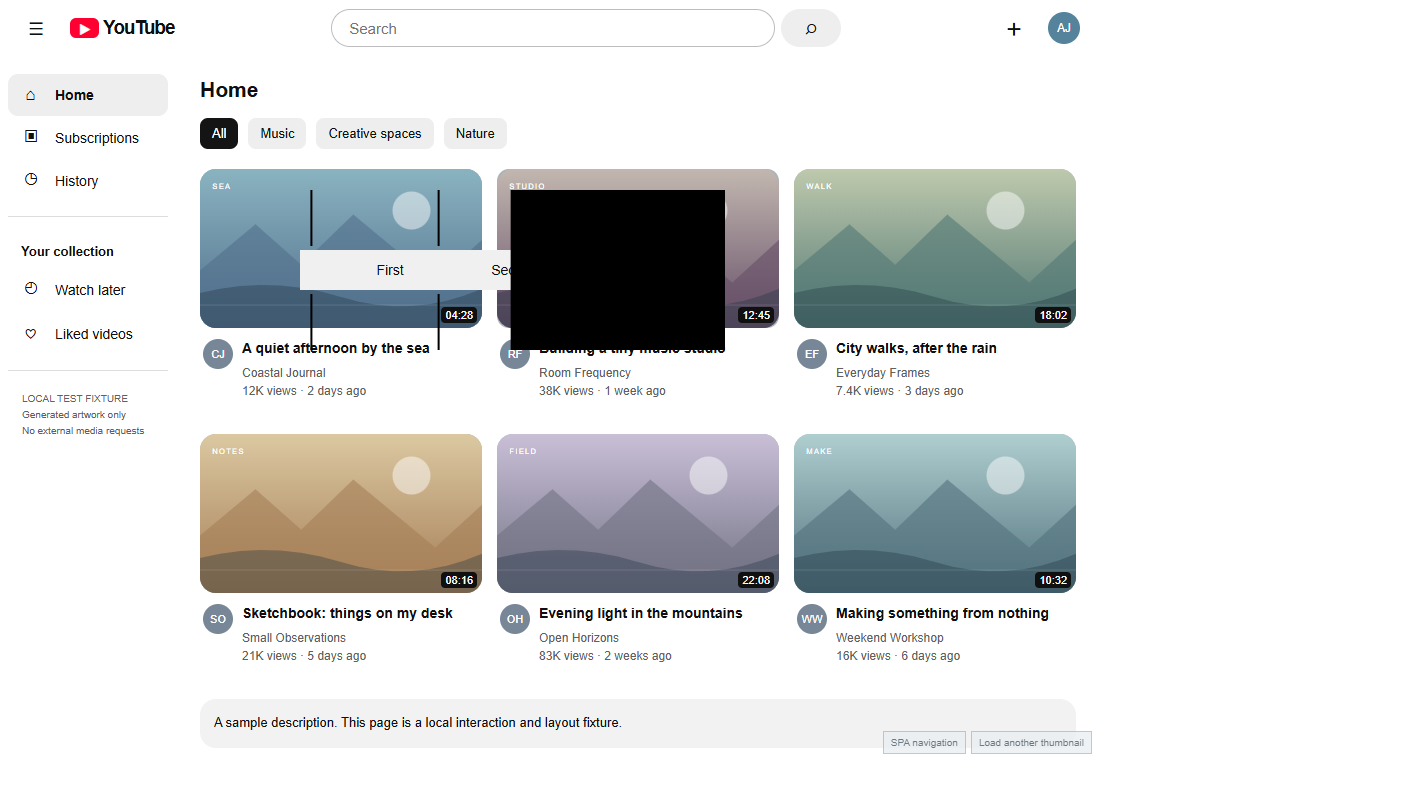 YouTube
Search
AJ
Home
Subscriptions
History
Your collection
Watch later
Liked videos
LOCAL TEST FIXTURE
Generated artwork only
No external media requests
Home
All
Music
Creative spaces
Nature
SEA
STUDIO
WALK
First
04:28
12:45
18:02
CJ
A quiet afternoon by the sea
Coastal Journal
12K views · 2 days ago
RF
Building a tiny music studio
Room Frequency
38K views · 1 week ago
EF
City walks, after the rain
Everyday Frames
7.4K views · 3 days ago
NOTES
FIELD
MAKE
08:16
22:08
10:32
SO
Sketchbook: things on my desk
Small Observations
21K views · 5 days ago
OH
Evening light in the mountains
Open Horizons
83K views · 2 weeks ago
WW
Making something from nothing
Weekend Workshop
16K views · 6 days ago
A sample description. This page is a local interaction and layout fixture.
SPA navigation
Load another thumbnail